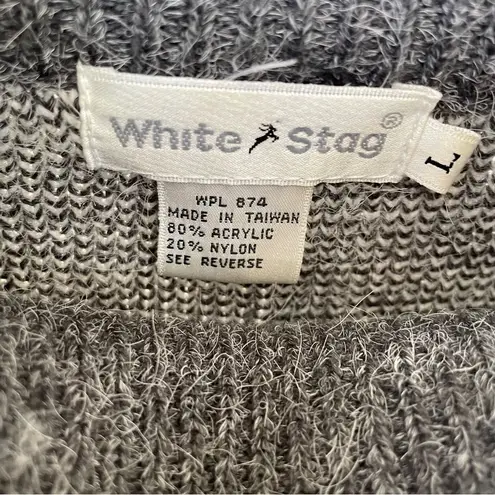 White Stag®
L
WPL 874
MADE IN TAIWAN
80% ACRYLIC
20% NYLON
SEE REVERSE